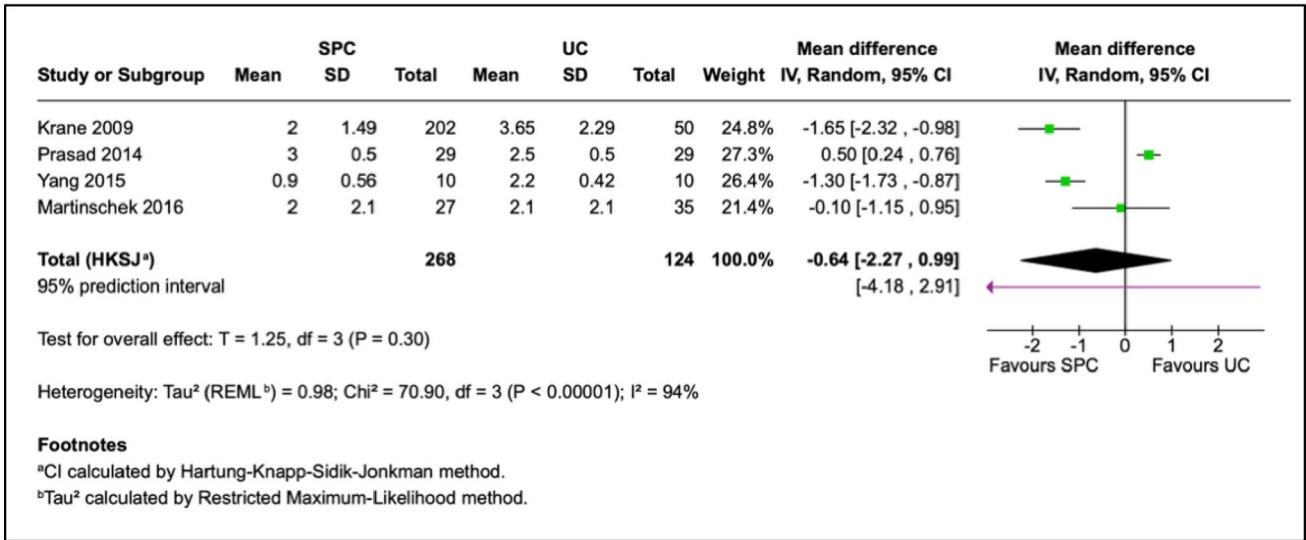 SPC UC Mean difference Mean difference
Study or Subgroup Mean SD Total Mean SD Total Weight IV, Random, 95% CI IV, Random, 95% CI
Krane 2009 2 1.49 202 3.65 2.29 50 24.8% -1.65 [-2.32 , -0.98]
Prasad 2014 3 0.5 29 2.5 0.5 29 27.3% 0.50 [0.24 , 0.76]
Yang 2015 0.9 0.56 10 2.2 0.42 10 26.4% -1.30 [-1.73 , -0.87]
Martinschek 2016 2 2.1 27 2.1 2.1 35 21.4% -0.10 [-1.15 , 0.95]
Total (HKSJᵃ) 268 124 100.0% -0.64 [-2.27 , 0.99]
95% prediction interval [-4.18 , 2.91]
Test for overall effect: T = 1.25, df = 3 (P = 0.30)
-2 -1 0 1 2
Favours SPC Favours UC
Heterogeneity: Tau² (REMLᵇ) = 0.98; Chi² = 70.90, df = 3 (P < 0.00001); I² = 94%
Footnotes
ᵃCI calculated by Hartung-Knapp-Sidik-Jonkman method.
ᵇTau² calculated by Restricted Maximum-Likelihood method.